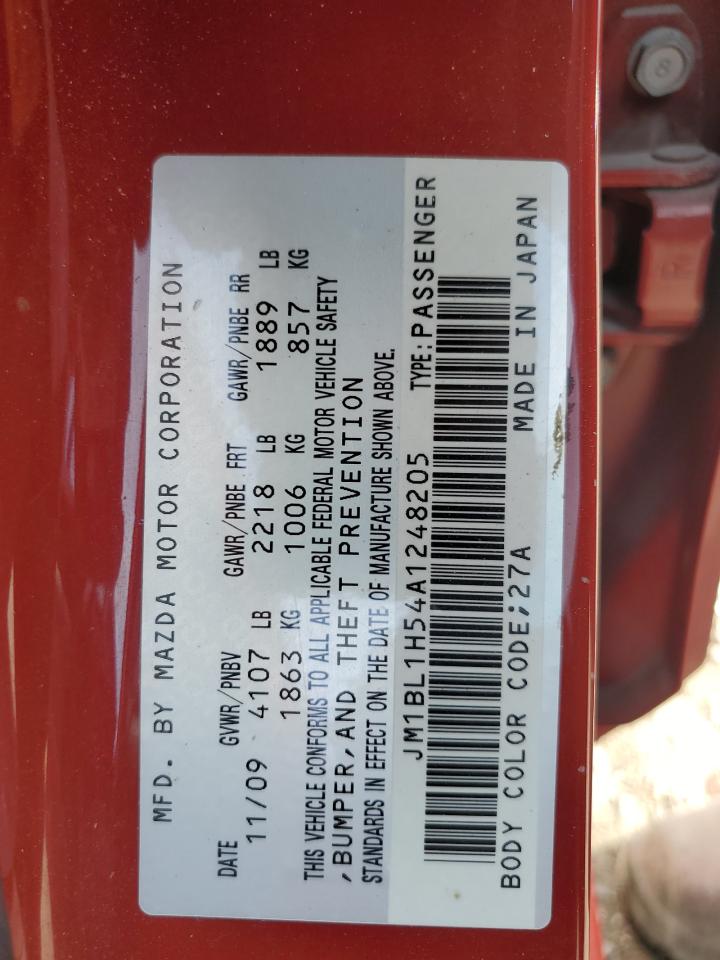 MFD. BY MAZDA MOTOR CORPORATION
DATE GVWR/PNBV GAWR/PNBE FRT GAWR/PNBE RR
11/09 4107 LB 2218 LB 1889 LB
1863 KG 1006 KG 857 KG
THIS VEHICLE CONFORMS TO ALL APPLICABLE FEDERAL MOTOR VEHICLE SAFETY
,BUMPER,AND THEFT PREVENTION
STANDARDS IN EFFECT ON THE DATE OF MANUFACTURE SHOWN ABOVE.
JM1BL1H54A1248205 TYPE:PASSENGER
BODY COLOR CODE;27A MADE IN JAPAN
8